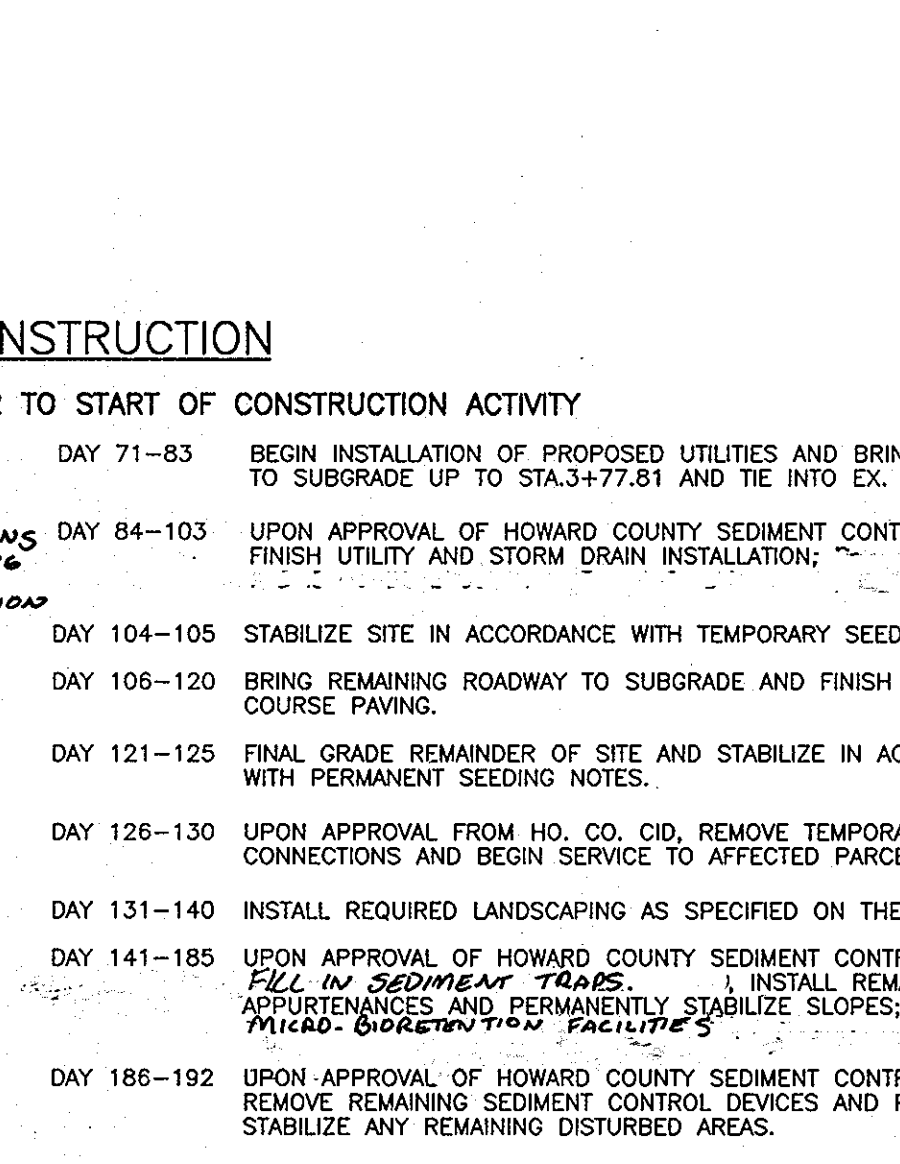 NSTRUCTION
TO START OF CONSTRUCTION ACTIVITY
DAY 71-83 BEGIN INSTALLATION OF PROPOSED UTILITIES AND BRIN
TO SUBGRADE UP TO STA.3+77.81 AND TIE INTO EX.
NS DAY 84-103 UPON APPROVAL OF HOWARD COUNTY SEDIMENT CONT
FINISH UTILITY AND STORM DRAIN INSTALLATION;
ION
DAY 104-105 STABILIZE SITE IN ACCORDANCE WITH TEMPORARY SEED
DAY 106-120 BRING REMAINING ROADWAY TO SUBGRADE AND FINISH
COURSE PAVING.
DAY 121-125 FINAL GRADE REMAINDER OF SITE AND STABILIZE IN AC
WITH PERMANENT SEEDING NOTES.
DAY 126-130 UPON APPROVAL FROM HO. CO. CID, REMOVE TEMPORA
CONNECTIONS AND BEGIN SERVICE TO AFFECTED PARCE
DAY 131-140 INSTALL REQUIRED LANDSCAPING AS SPECIFIED ON THE
DAY 141-185 UPON APPROVAL OF HOWARD COUNTY SEDIMENT CONTR
FILL IN SEDIMENT TRAPS. , INSTALL REMA
APPURTENANCES AND PERMANENTLY STABILIZE SLOPES;
MICRO-BIORETENTION FACILITIES
DAY 186-192 UPON APPROVAL OF HOWARD COUNTY SEDIMENT CONTR
REMOVE REMAINING SEDIMENT CONTROL DEVICES AND P
STABILIZE ANY REMAINING DISTURBED AREAS.